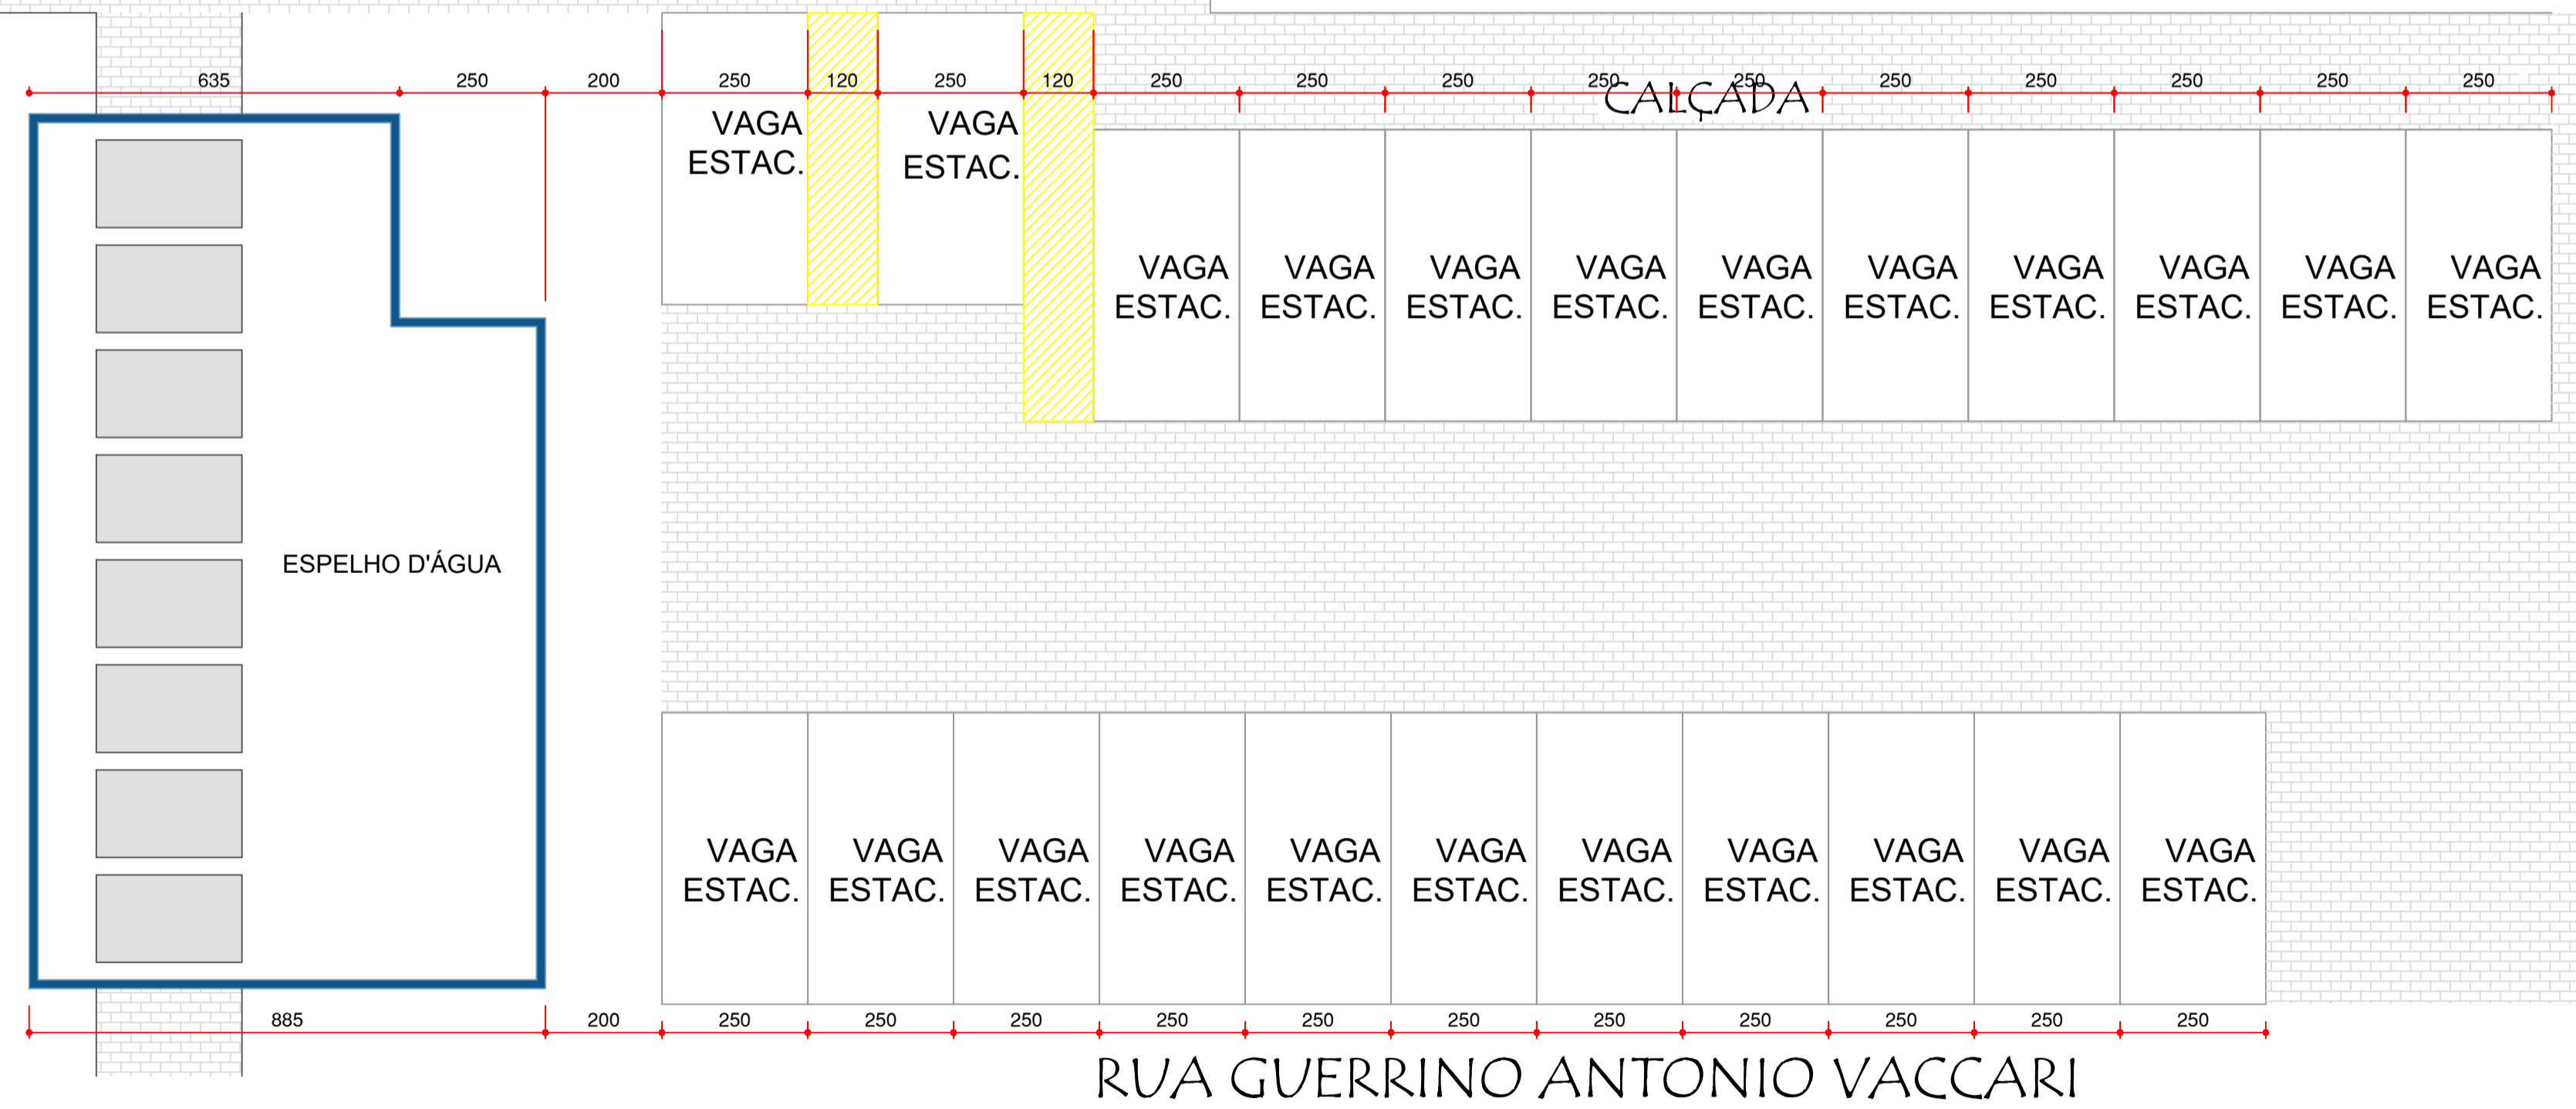 635 250 200 250 120 250 120 250 250 250 250 250 250 250 250 250 250
CALÇADA
VAGA
ESTAC.
VAGA
ESTAC.
VAGA
ESTAC.
VAGA
ESTAC.
VAGA
ESTAC.
VAGA
ESTAC.
VAGA
ESTAC.
VAGA
ESTAC.
VAGA
ESTAC.
VAGA
ESTAC.
VAGA
ESTAC.
VAGA
ESTAC.
ESPELHO D'ÁGUA
VAGA
ESTAC.
VAGA
ESTAC.
VAGA
ESTAC.
VAGA
ESTAC.
VAGA
ESTAC.
VAGA
ESTAC.
VAGA
ESTAC.
VAGA
ESTAC.
VAGA
ESTAC.
VAGA
ESTAC.
VAGA
ESTAC.
885 200 250 250 250 250 250 250 250 250 250 250 250
RUA GUERRINO ANTONIO VACCARI